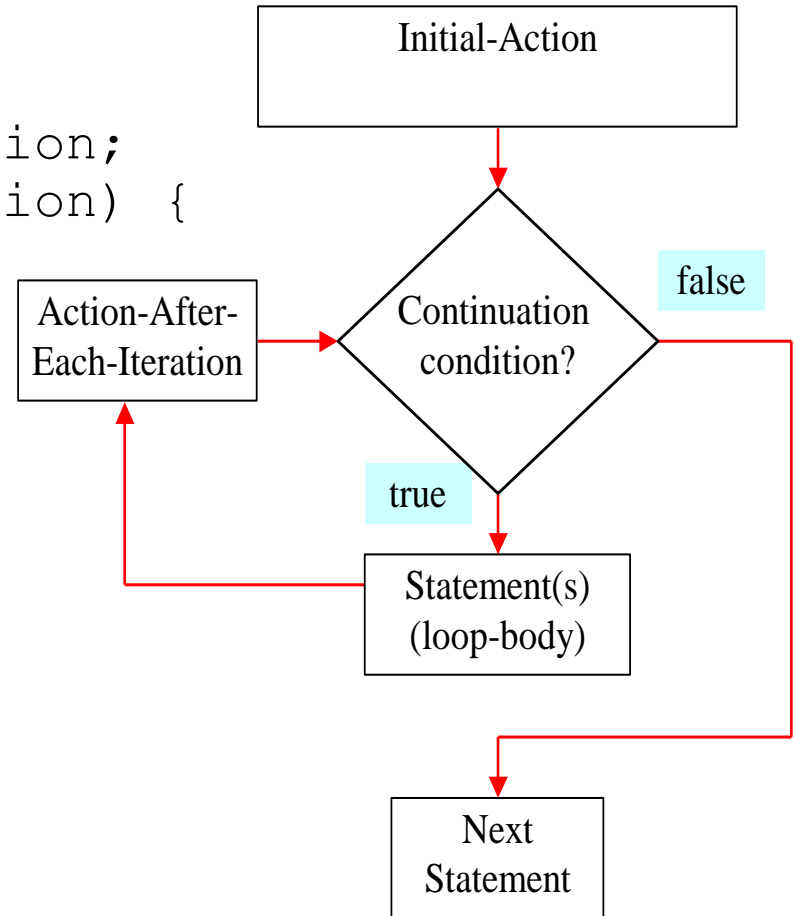 Initial-Action
ion;
ion) {
false
Action-After-
Each-Iteration
Continuation
condition?
true
Statement(s)
(loop-body)
Next
Statement